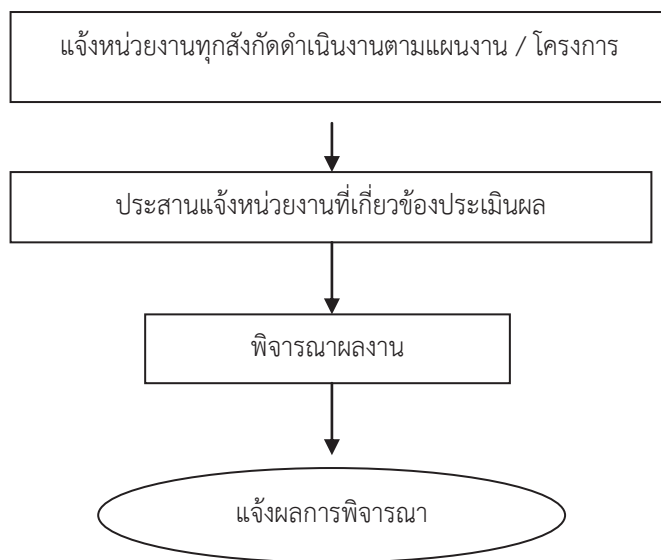 แจ้งหน่วยงานทุกสังกัดดำเนินงานตามแผนงาน / โครงการ
ประสานแจ้งหน่วยงานที่เกี่ยวข้องประเมินผล
พิจารณาผลงาน
แจ้งผลการพิจารณา